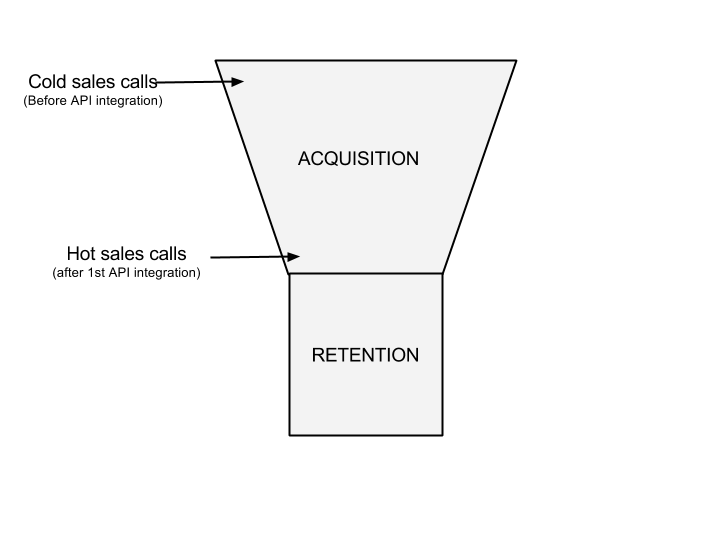 Cold sales calls
(Before API integration)
ACQUISITION
Hot sales calls
(after 1st API integration)
RETENTION